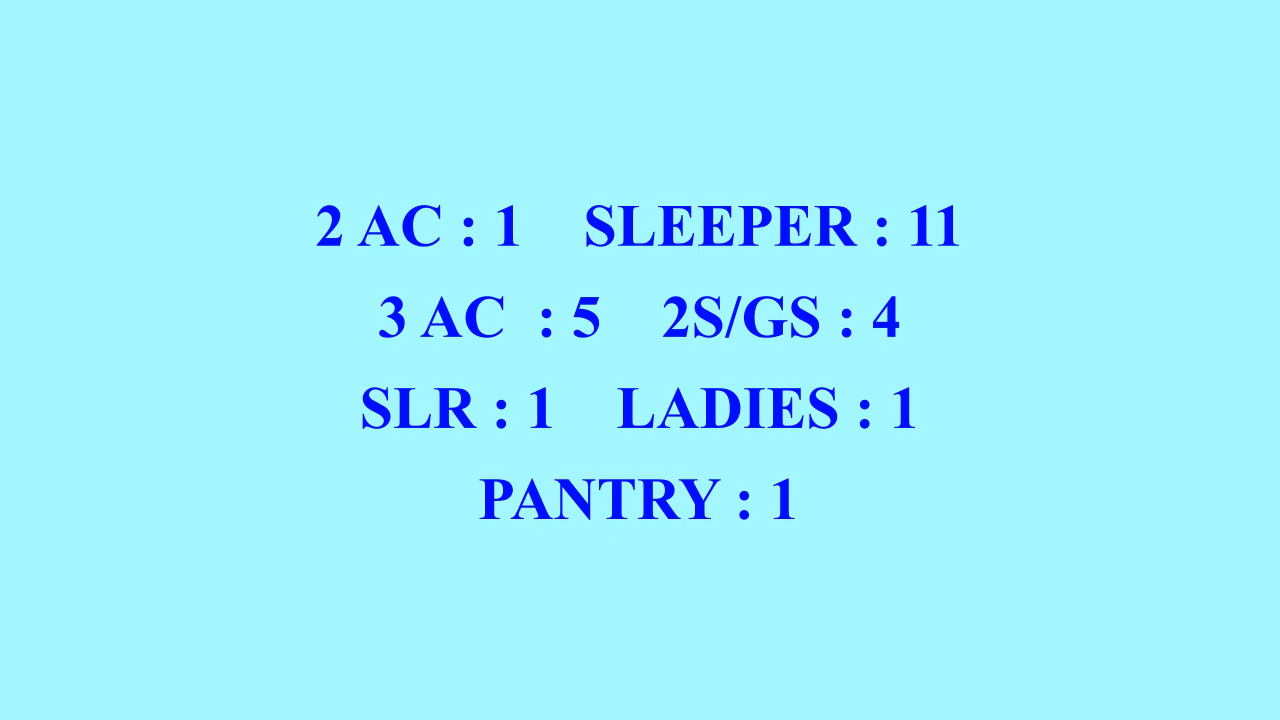 2 AC : 1    SLEEPER : 11
3 AC  : 5    2S/GS : 4
SLR : 1    LADIES : 1
PANTRY : 1